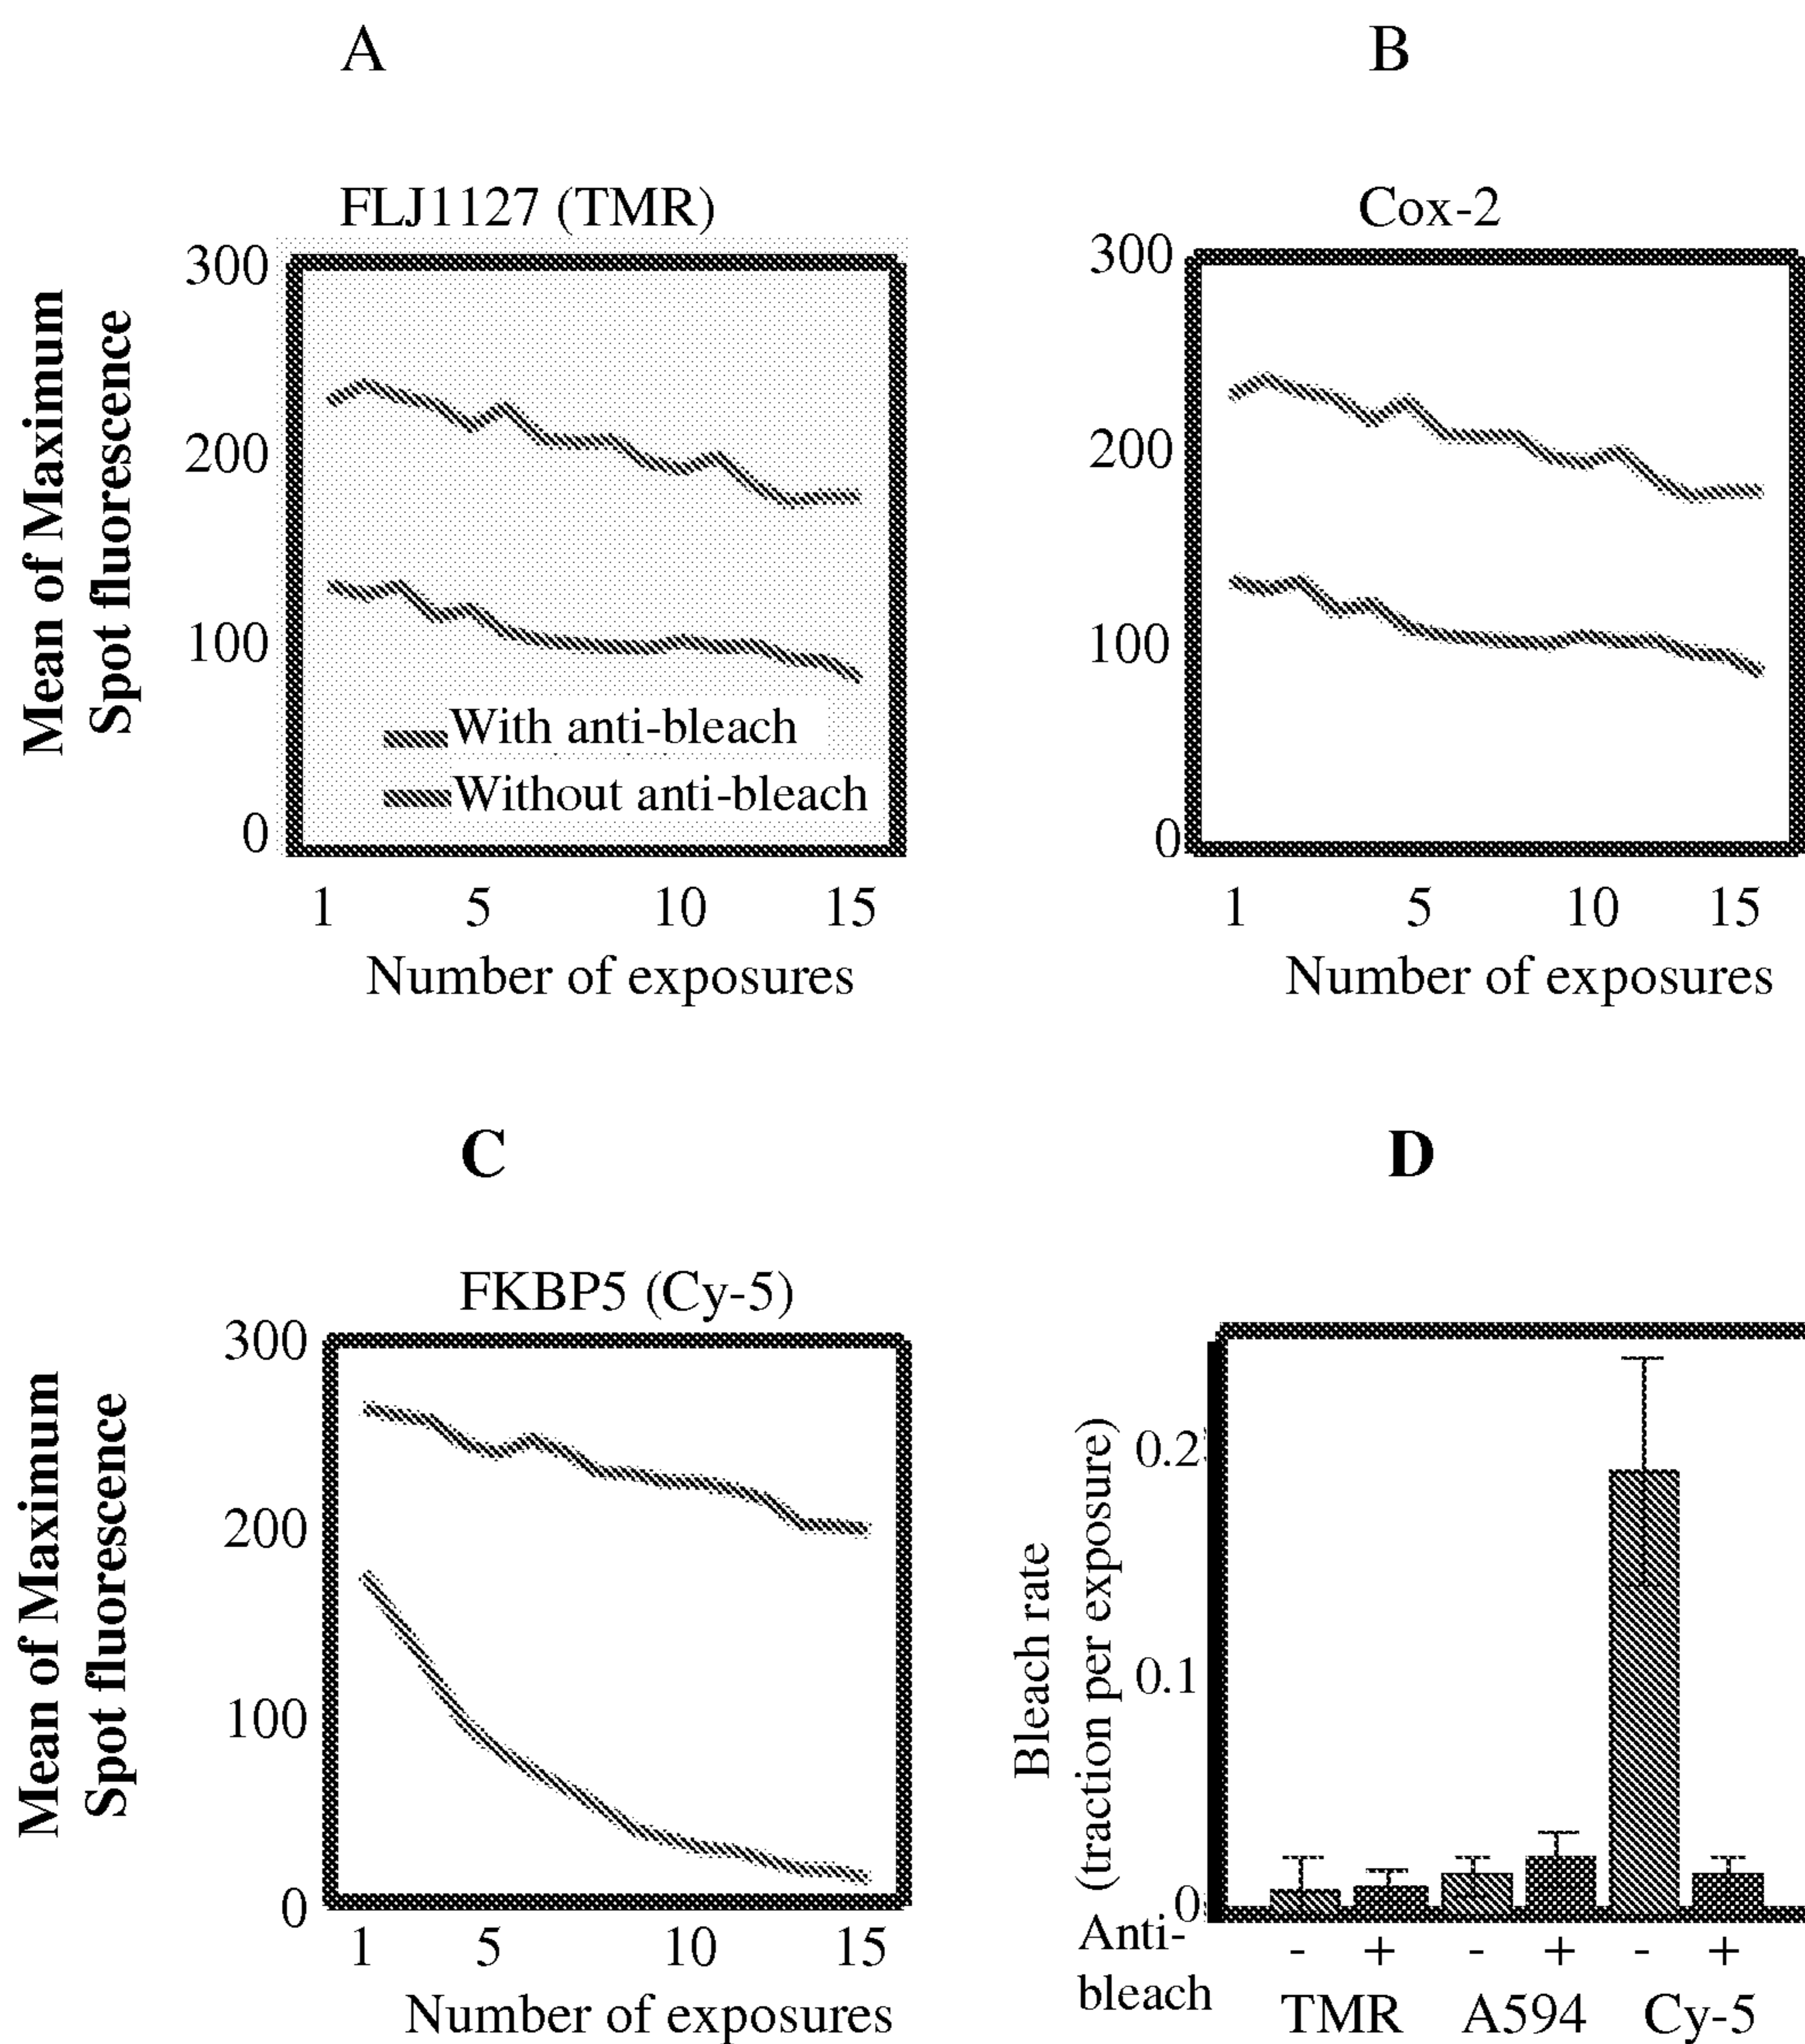 A
FLJ1127 (TMR)
Mean of Maximum
Spot fluorescence
300
200
100
0
With anti-bleach
Without anti-bleach
1 5 10 15
Number of exposures
B
Cox-2
300
200
100
0
1 5 10 15
Number of exposures
C
FKBP5 (Cy-5)
Mean of Maximum
Spot fluorescence
300
200
100
0
1 5 10 15
Number of exposures
D
Bleach rate
(traction per exposure)
0.2
0.1
0
Anti-
bleach
- + - + - +
TMR A594 Cy-5